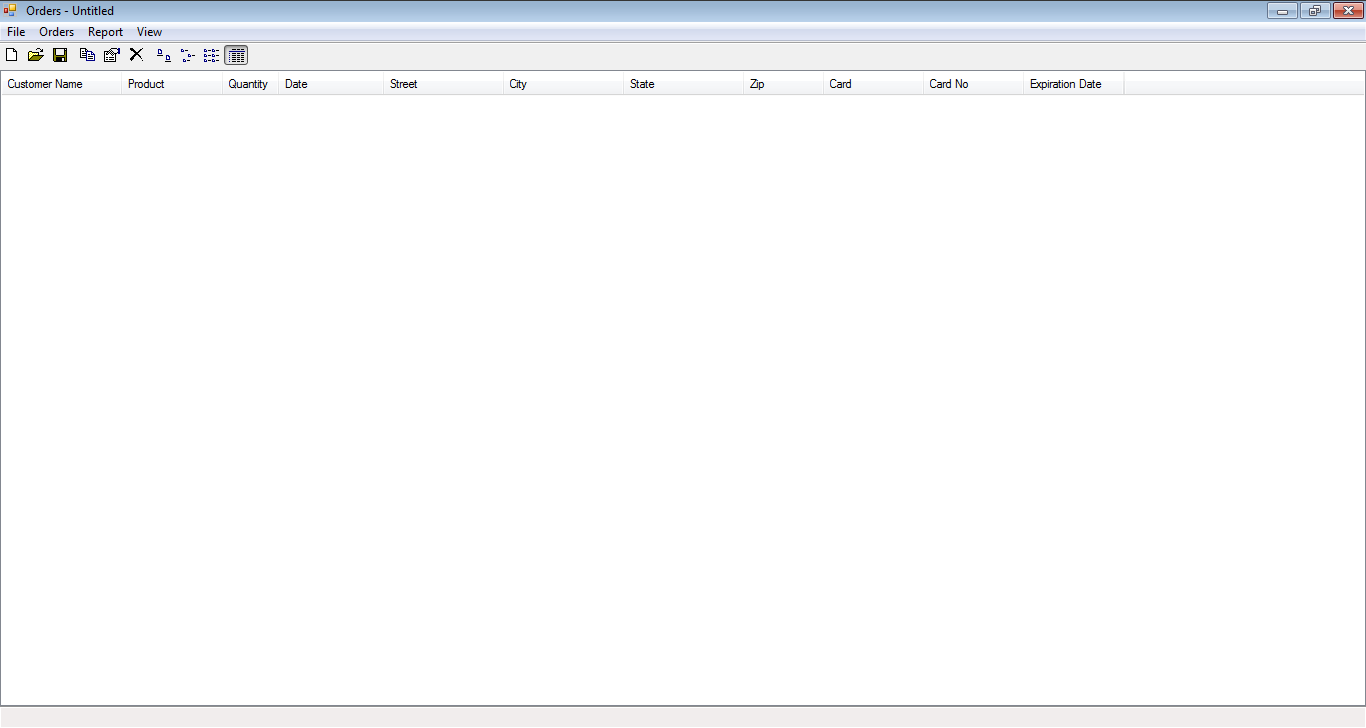 Orders - Untitled
File Orders Report View
Customer Name Product Quantity Date Street City State Zip Card Card No Expiration Date